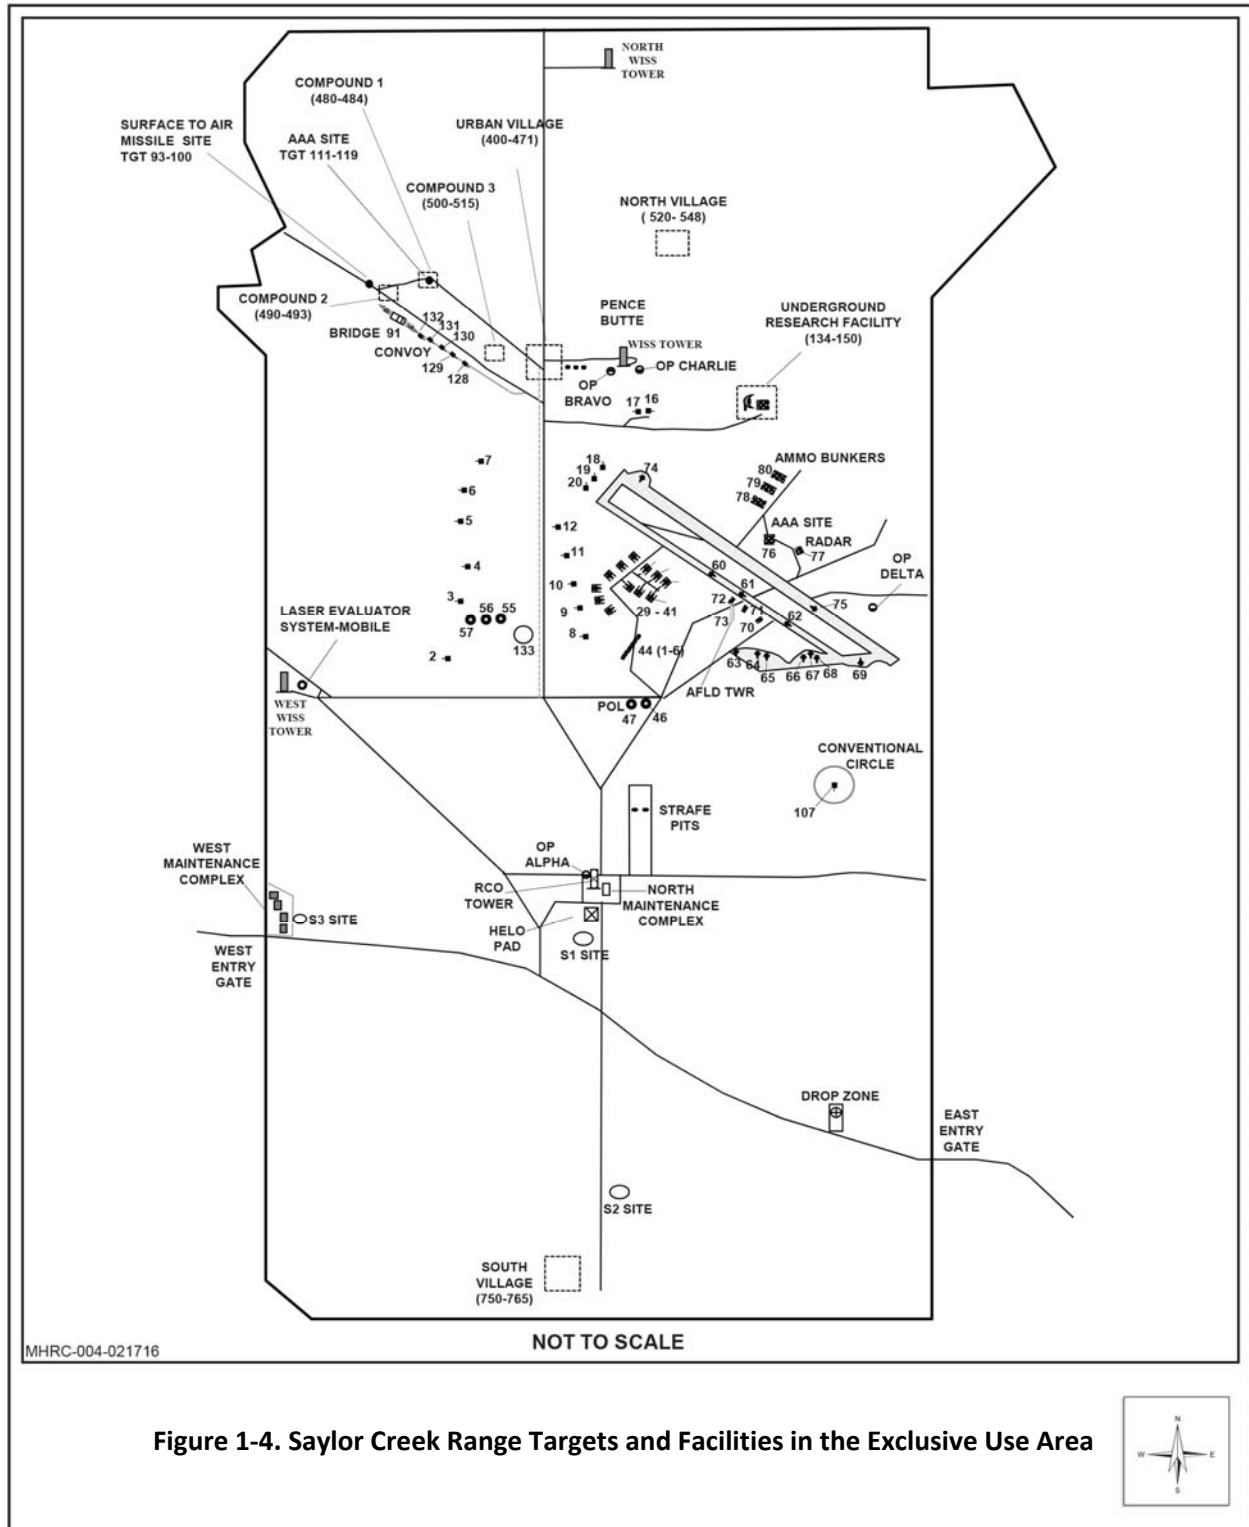 NORTH
WISS
TOWER
COMPOUND 1
(480-484)
SURFACE TO AIR
MISSILE SITE
TGT 93-100
AAA SITE
TGT 111-119
URBAN VILLAGE
(400-471)
COMPOUND 3
(500-515)
NORTH VILLAGE
( 520- 548)
COMPOUND 2
(490-493)
PENCE
BUTTE
UNDERGROUND
RESEARCH FACILITY
(134-150)
BRIDGE 91
132
131
130
CONVOY
129
128
WISS TOWER
OP CHARLIE
OP
BRAVO
17 16
7
18
19
20
74
AMMO BUNKERS
80
79
78
6
5
12
AAA SITE
76
RADAR
77
11
4
60
OP
DELTA
10
61
3
29 - 41
72
71
75
9
73
70
62
LASER EVALUATOR
SYSTEM-MOBILE
56 55
57
133
8
44 (1-6)
2
63
64
65
66 67 68
69
AFLD TWR
WEST
WISS
TOWER
POL
47
46
CONVENTIONAL
CIRCLE
107
STRAFE
PITS
WEST
MAINTENANCE
COMPLEX
OP
ALPHA
RCO
TOWER
NORTH
MAINTENANCE
COMPLEX
S3 SITE
HELO
PAD
S1 SITE
WEST
ENTRY
GATE
DROP ZONE
EAST
ENTRY
GATE
S2 SITE
SOUTH
VILLAGE
(750-765)
NOT TO SCALE
MHRC-004-021716
Figure 1-4. Saylor Creek Range Targets and Facilities in the Exclusive Use Area
N
W E
S